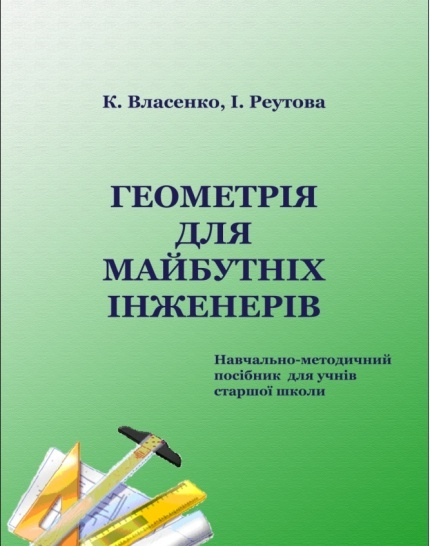 К. Власенко, І. Реутова
ГЕОМЕТРІЯ
ДЛЯ
МАЙБУТНІХ
ІНЖЕНЕРІВ
Навчально-методичний
посібник для учнів
старшої школи